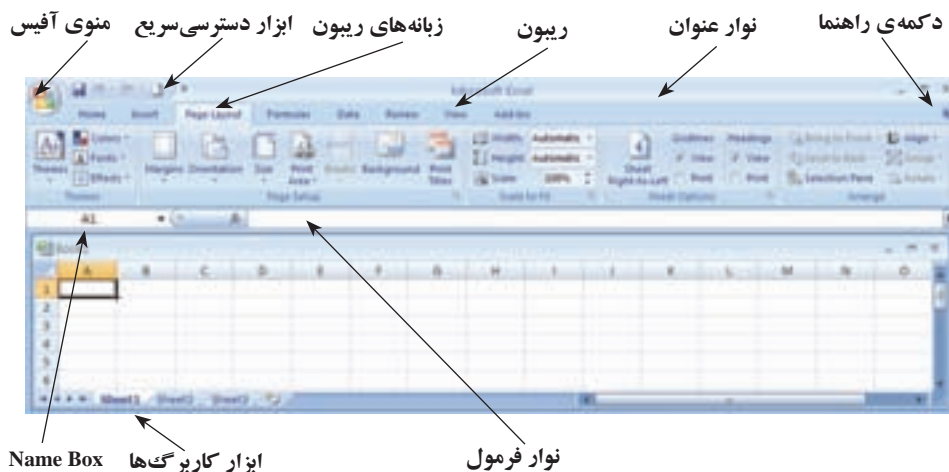 دکمه‌ی راهنما نوار عنوان ریبون زبانه‌های ریبون ابزار دسترسی‌سریع منوی آفیس
Microsoft Excel
Home Insert Page Layout Formulas Data Review View Add-Ins
Themes Colors Fonts Effects Margins Orientation Size Print Area Breaks Background Print Titles Width: Automatic Height: Automatic Scale: 100% Sheet Right-to-Left Gridlines View Print Headings View Print Bring to Front Send to Back Selection Pane Align Group Rotate
Themes Page Setup Scale to Fit Sheet Options Arrange
A1
A B C D E F G H I J K L M N O
1
2
3
4
5
6
Sheet1 Sheet2 Sheet3
Name Box ابزار کاربرگ‌ها نوار فرمول